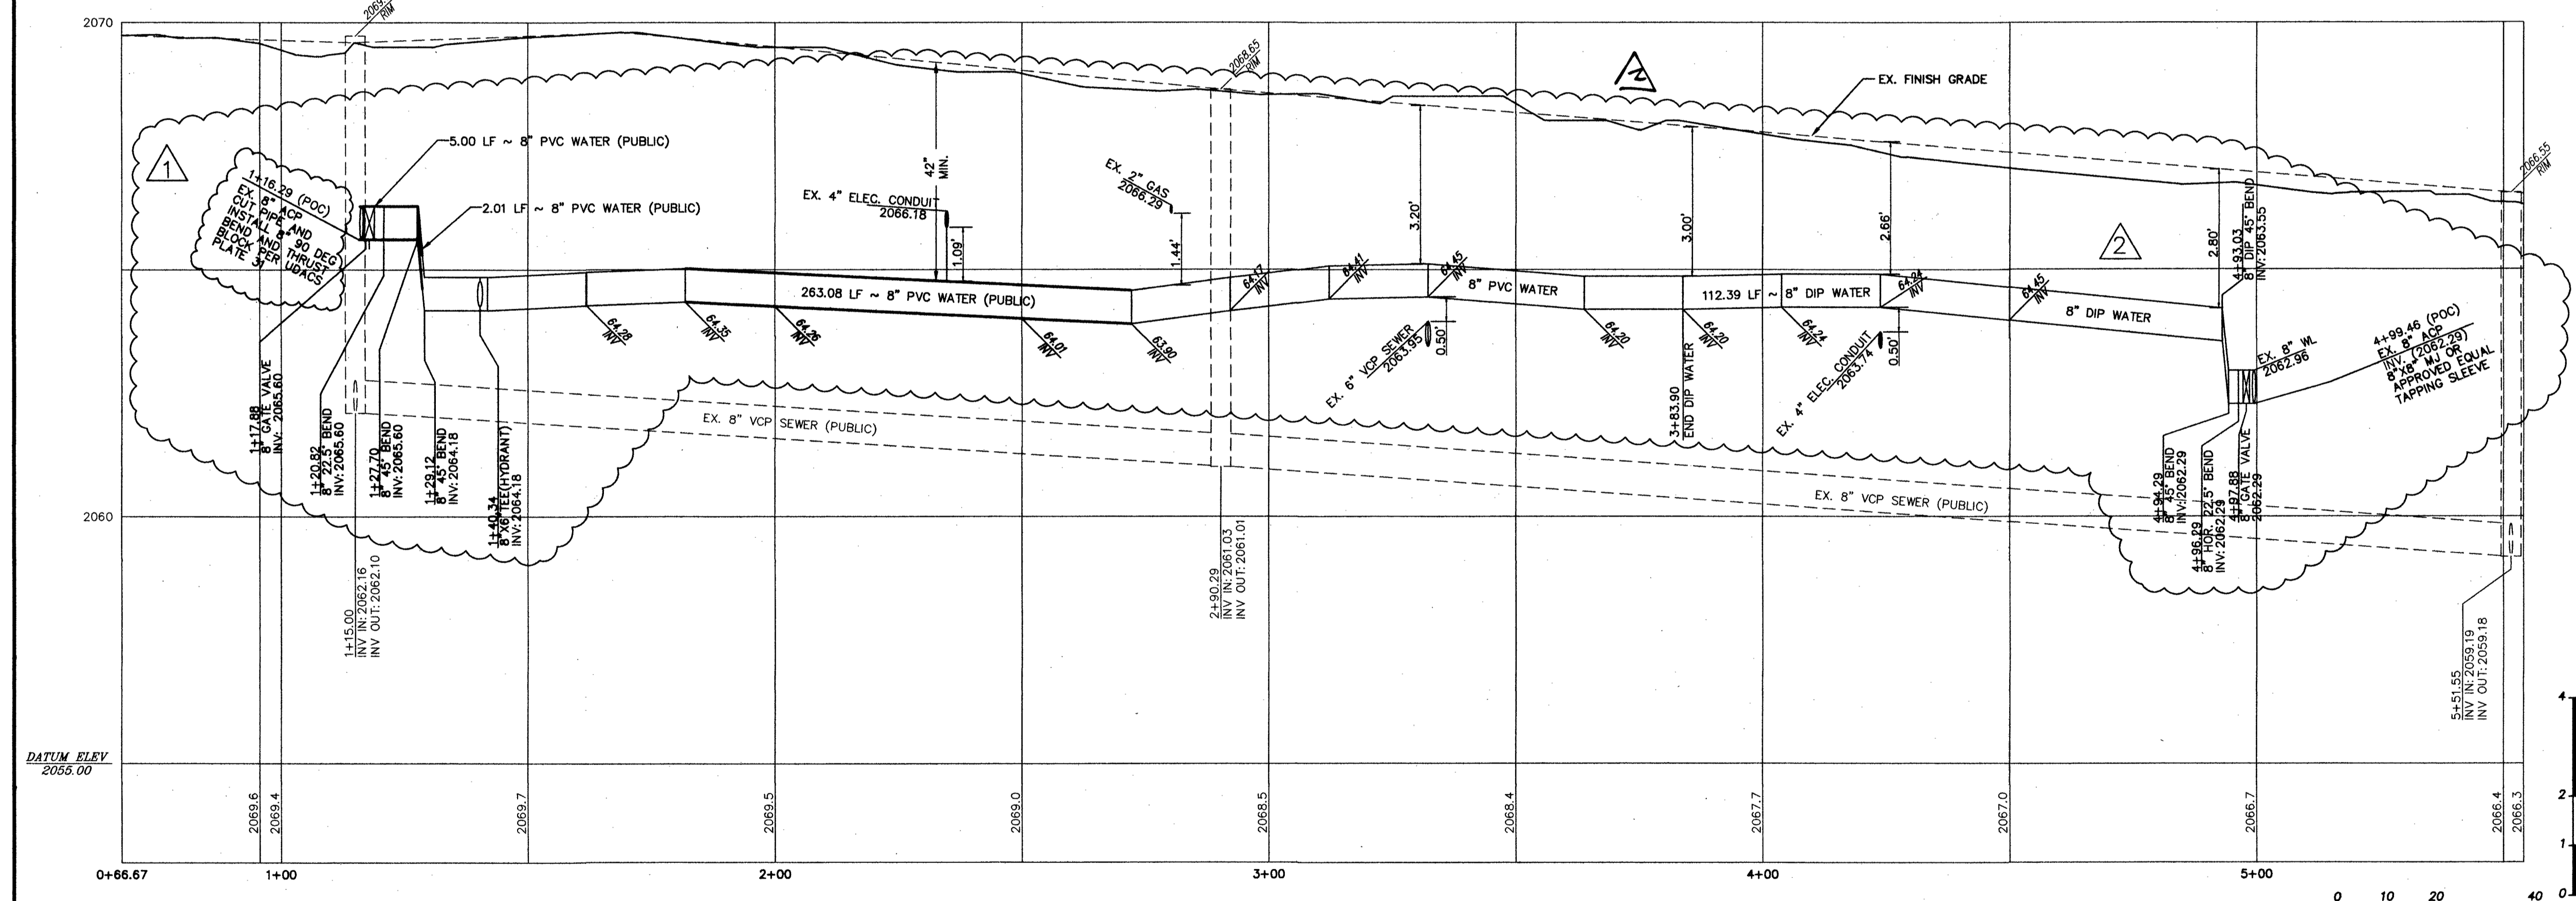 2070
2068.65
RIM
2
EX. FINISH GRADE
2066.55
RIM
RIM
1
5.00 LF ~ 8" PVC WATER (PUBLIC)
1+16.29 (POC)
EX. 8" ACP
CUT PIPE AND
INSTALL 8" 90 DEG
BEND AND THRUST
BLOCK PER UDACS
PLATE 31
2.01 LF ~ 8" PVC WATER (PUBLIC)
EX. 4" ELEC. CONDUIT
2066.18
42"
MIN.
1.09'
EX. 2" GAS
2066.29
1.44'
3.20'
3.00'
2.66'
2
2.80'
4+93.03
8" DIP 45° BEND
INV: 2063.55
263.08 LF ~ 8" PVC WATER (PUBLIC)
64.17
INV
64.41
INV
64.45
INV
8" PVC WATER
112.39 LF ~ 8" DIP WATER
64.24
INV
64.45
INV
8" DIP WATER
64.28
INV
64.35
INV
64.26
INV
64.01
INV
63.90
INV
EX. 6" VCP SEWER
2063.95
0.50'
64.20
INV
64.20
INV
64.24
INV
EX. 4" ELEC. CONDUIT
2063.74
0.50'
EX. 8" WL
2062.96
4+99.46 (POC)
EX. 8" ACP
INV. (2062.29)
8"X8" MJ OR
APPROVED EQUAL
TAPPING SLEEVE
3+83.90
END DIP WATER
EX. 8" VCP SEWER (PUBLIC)
EX. 8" VCP SEWER (PUBLIC)
1+17.88
8" GATE VALVE
INV: 2065.60
1+20.82
8" 22.5° BEND
INV: 2065.60
1+27.70
8" 45° BEND
INV: 2065.60
1+29.12
8" 45° BEND
INV: 2064.18
1+40.34
8"X6" TEE(HYDRANT)
INV: 2064.18
4+94.29
8" 45° BEND
INV: 2062.29
4+96.29
8" HOR. 22.5° BEND
INV: 2062.29
4+97.88
8" GATE VALVE
2062.29
2060
1+15.00
INV IN: 2062.16
INV OUT: 2062.10
2+90.29
INV IN: 2061.03
INV OUT: 2061.01
5+51.55
INV IN: 2059.19
INV OUT: 2059.18
DATUM ELEV
2055.00
2069.6
2069.4
2069.7
2069.5
2069.0
2068.5
2068.4
2067.7
2067.0
2066.7
2066.4
2066.3
0+66.67
1+00
2+00
3+00
4+00
5+00
4
2
1
0
0 10 20 40